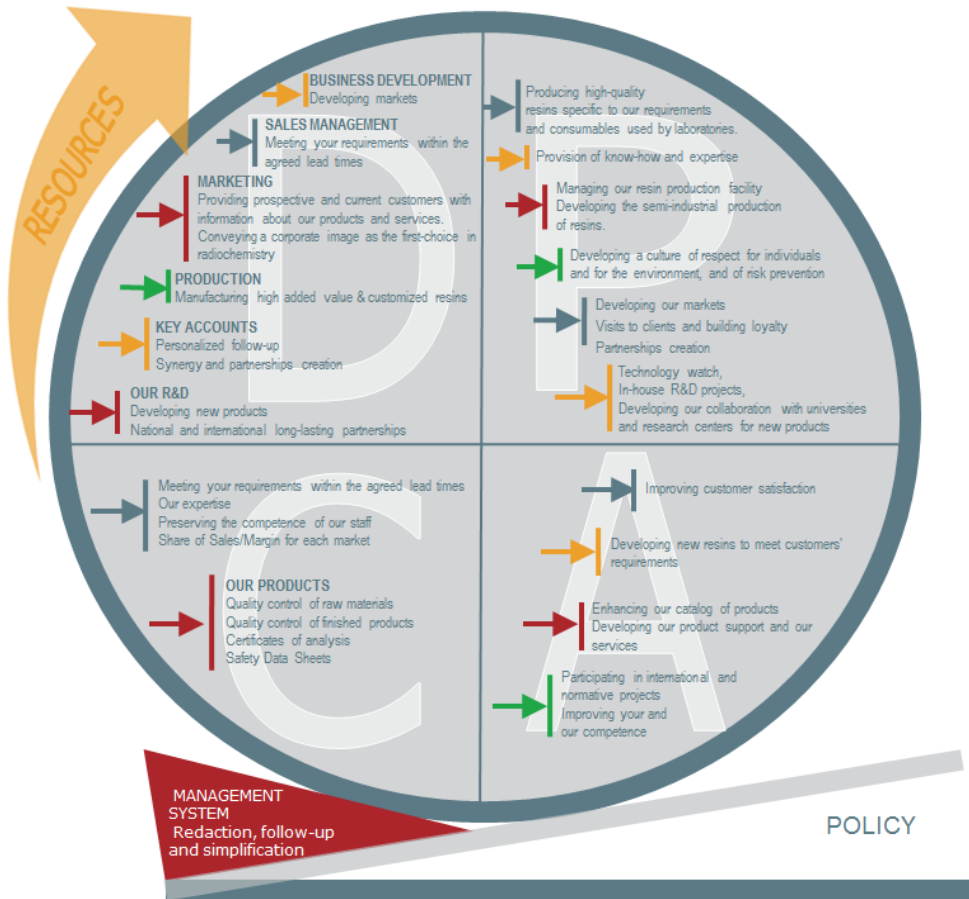 RESOURCES
D
BUSINESS DEVELOPMENT
Developing markets
SALES MANAGEMENT
Meeting your requirements within the
agreed lead times
MARKETING
Providing prospective and current customers with
information about our products and services.
Conveying a corporate image as the first-choice in
radiochemistry
PRODUCTION
Manufacturing high added value & customized resins
KEY ACCOUNTS
Personalized follow-up
Synergy and partnerships creation
OUR R&D
Developing new products
National and international long-lasting partnerships
P
Producing high-quality
resins specific to our requirements
and consumables used by laboratories.
Provision of know-how and expertise
Managing our resin production facility
Developing the semi-industrial production
of resins.
Developing a culture of respect for individuals
and for the environment, and of risk prevention
Developing our markets
Visits to clients and building loyalty
Partnerships creation
Technology watch,
In-house R&D projects,
Developing our collaboration with universities
and research centers for new products
C
Meeting your requirements within the agreed lead times
Our expertise
Preserving the competence of our staff
Share of Sales/Margin for each market
OUR PRODUCTS
Quality control of raw materials
Quality control of finished products
Certificates of analysis
Safety Data Sheets
A
Improving customer satisfaction
Developing new resins to meet customers'
requirements
Enhancing our catalog of products
Developing our product support and our
services
Participating in international and
normative projects
Improving your and
our competence
MANAGEMENT
SYSTEM
Redaction, follow-up
and simplification
POLICY